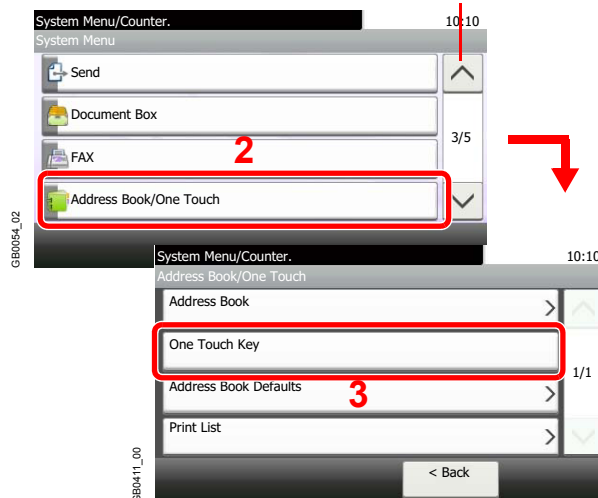 System Menu/Counter. 10:10
System Menu
Send
Document Box
3/5
FAX
2
Address Book/One Touch
GB0054_02
System Menu/Counter. 10:10
Address Book/One Touch
Address Book
One Touch Key
1/1
Address Book Defaults
3
Print List
< Back
GB0411_00